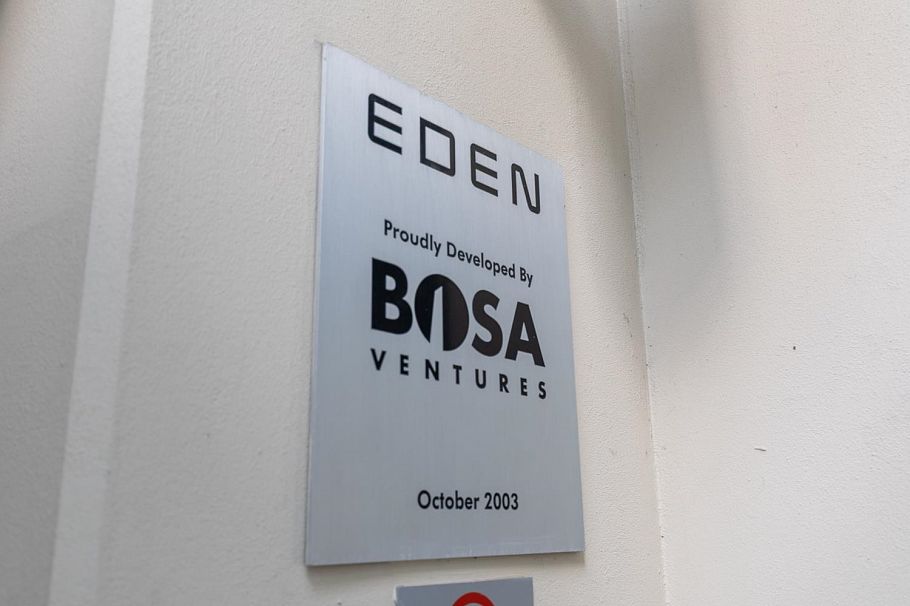 EDEN
Proudly Developed By
BOSA
VENTURES
October 2003